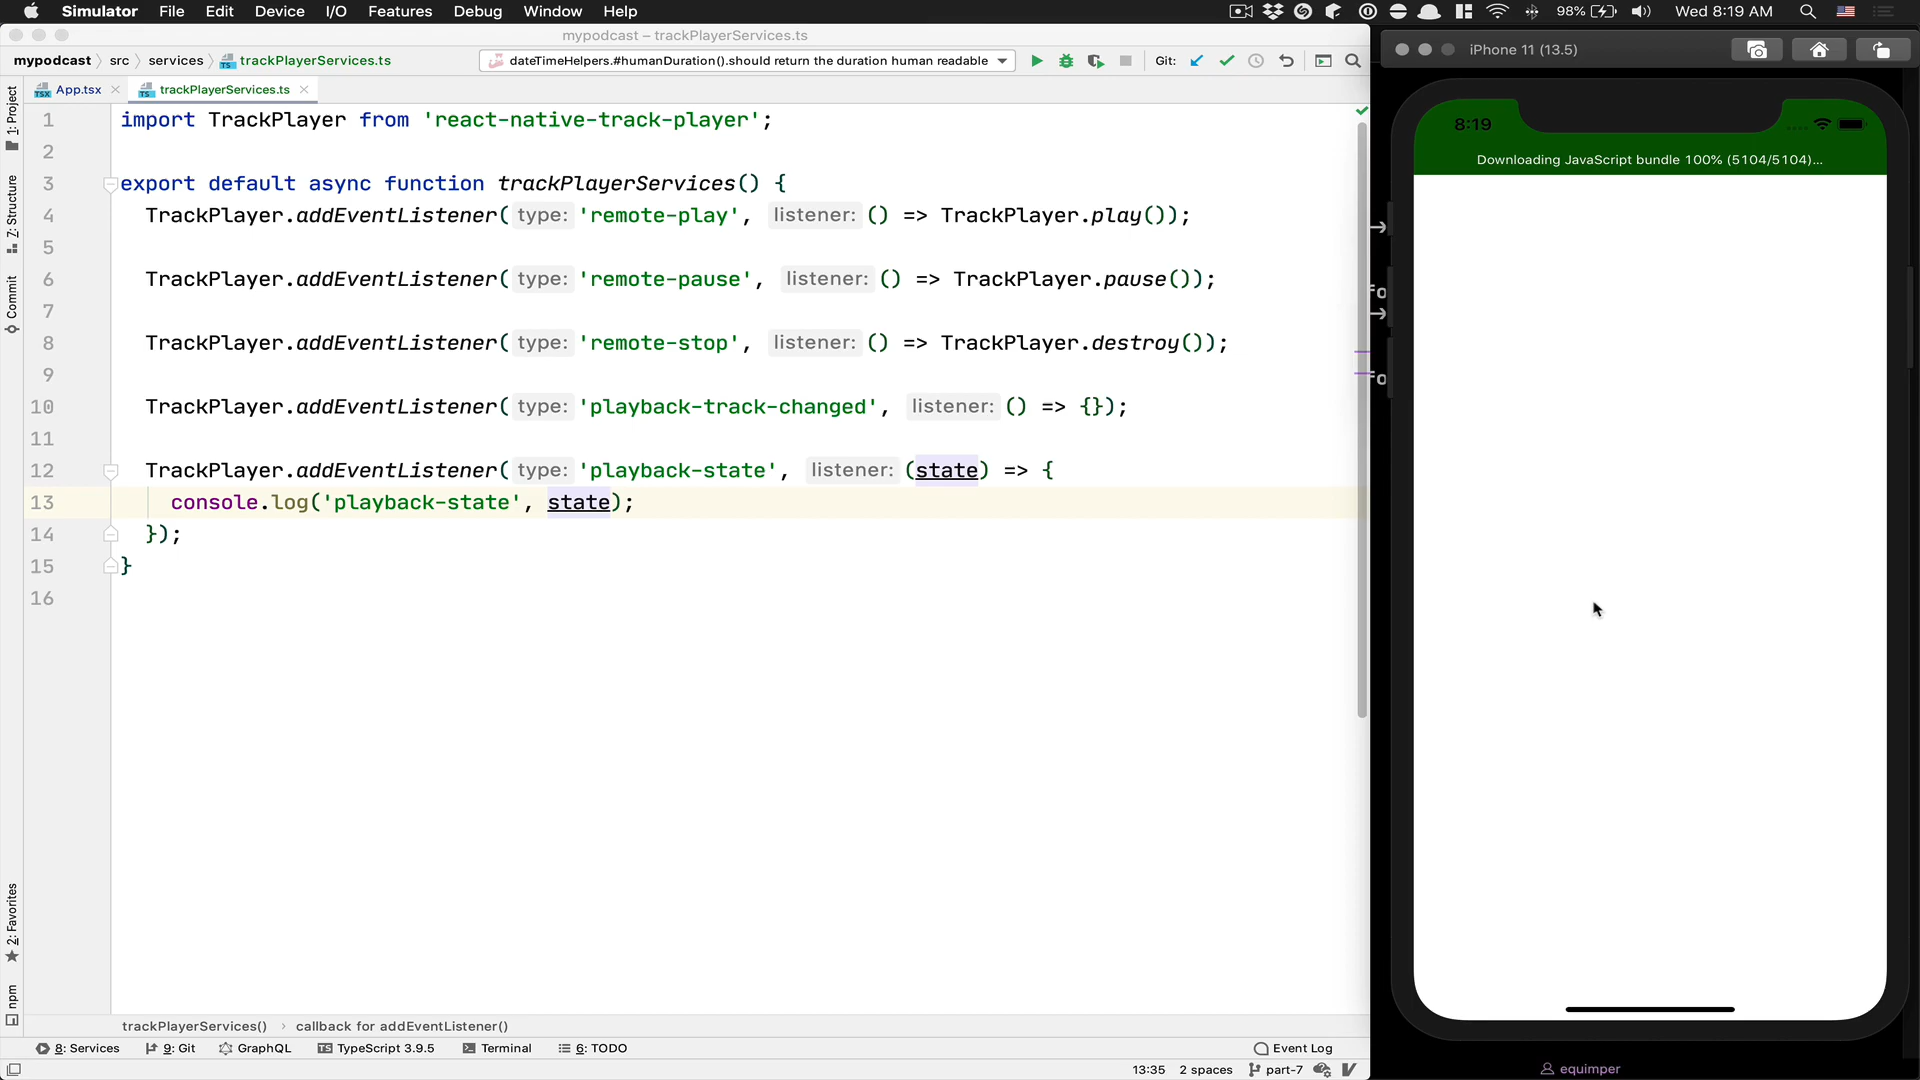 Simulator File Edit Device I/O Features Debug Window Help 98% Wed 8:19 AM
mypodcast – trackPlayerServices.ts
mypodcast src services trackPlayerServices.ts dateTimeHelpers.#humanDuration().should return the duration human readable Git:
App.tsx trackPlayerServices.ts
1: Project
Z: Structure
Commit
2: Favorites
npm
1 import TrackPlayer from 'react-native-track-player';
2
3 export default async function trackPlayerServices() {
4 TrackPlayer.addEventListener( type: 'remote-play', listener: () => TrackPlayer.play());
5
6 TrackPlayer.addEventListener( type: 'remote-pause', listener: () => TrackPlayer.pause());
7
8 TrackPlayer.addEventListener( type: 'remote-stop', listener: () => TrackPlayer.destroy());
9
10 TrackPlayer.addEventListener( type: 'playback-track-changed', listener: () => {});
11
12 TrackPlayer.addEventListener( type: 'playback-state', listener: (state) => {
13 console.log('playback-state', state);
14 });
15 }
16
trackPlayerServices() callback for addEventListener()
8: Services 9: Git GraphQL TypeScript 3.9.5 Terminal 6: TODO Event Log
13:35 2 spaces part-7
iPhone 11 (13.5)
8:19
Downloading JavaScript bundle 100% (5104/5104)...
fo
fo
equimper